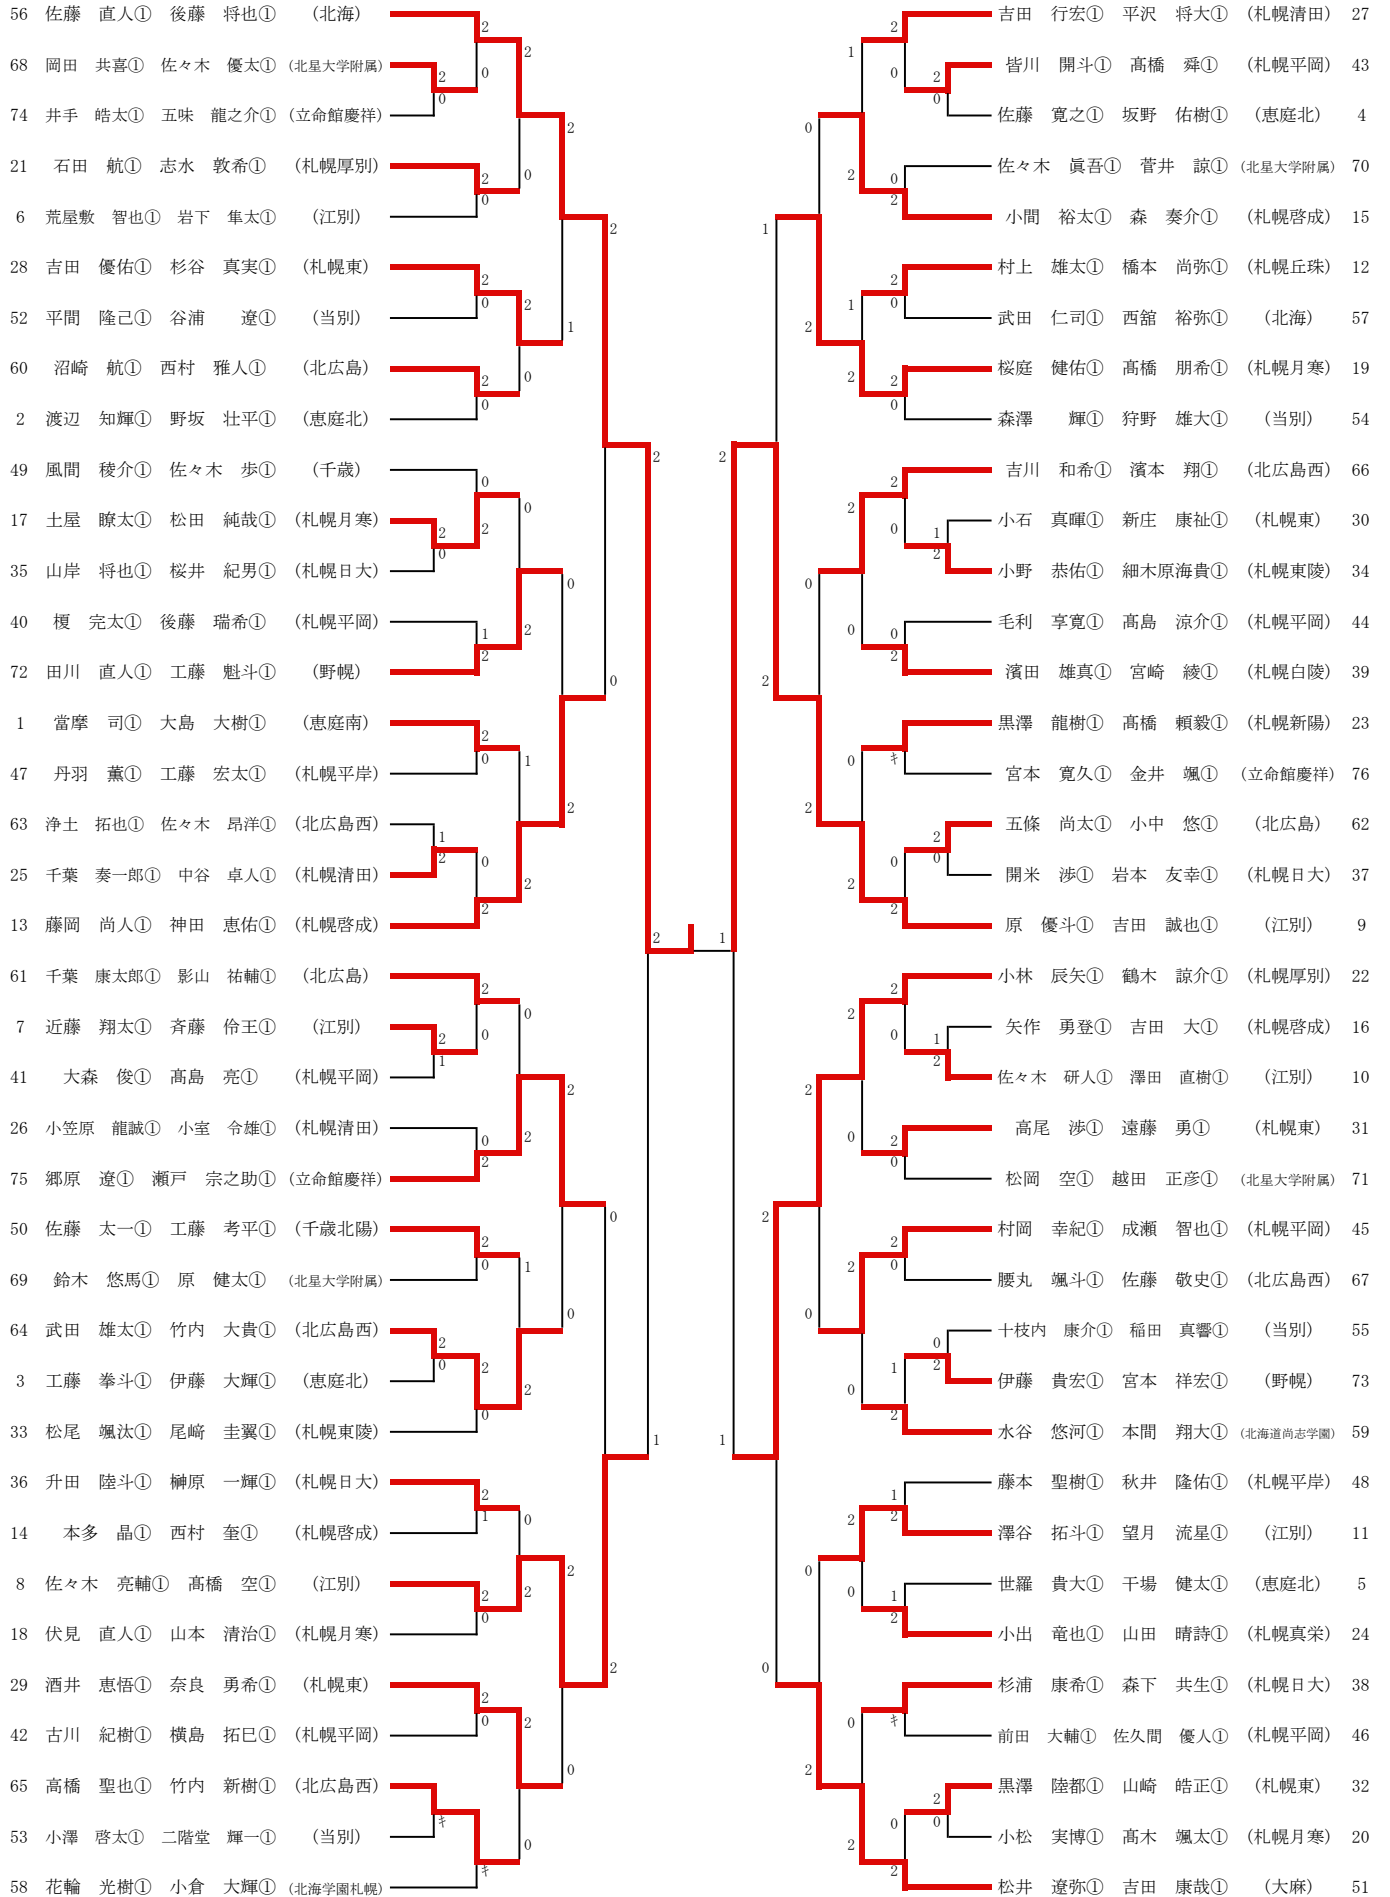 56 佐藤 直人① 後藤 将也① (北海)
68 岡田 共喜① 佐々木 優太① (北星大学附属)
74 井手 皓太① 五味 龍之介① (立命館慶祥)
21 石田 航① 志水 敦希① (札幌厚別)
6 荒屋敷 智也① 岩下 隼太① (江別)
28 吉田 優佑① 杉谷 真実① (札幌東)
52 平間 隆己① 谷浦 遼① (当別)
60 沼崎 航① 西村 雅人① (北広島)
2 渡辺 知輝① 野坂 壮平① (恵庭北)
49 風間 稜介① 佐々木 歩① (千歳)
17 土屋 瞭太① 松田 純哉① (札幌月寒)
35 山岸 将也① 桜井 紀男① (札幌日大)
40 榎 完太① 後藤 瑞希① (札幌平岡)
72 田川 直人① 工藤 魁斗① (野幌)
1 當摩 司① 大島 大樹① (恵庭南)
47 丹羽 薫① 工藤 宏太① (札幌平岸)
63 浄土 拓也① 佐々木 昂洋① (北広島西)
25 千葉 奏一郎① 中谷 卓人① (札幌清田)
13 藤岡 尚人① 神田 恵佑① (札幌啓成)
61 千葉 康太郎① 影山 祐輔① (北広島)
7 近藤 翔太① 斉藤 伶王① (江別)
41 大森 俊① 髙島 亮① (札幌平岡)
26 小笠原 龍誠① 小室 令雄① (札幌清田)
75 郷原 遼① 瀬戸 宗之助① (立命館慶祥)
50 佐藤 太一① 工藤 考平① (千歳北陽)
69 鈴木 悠馬① 原 健太① (北星大学附属)
64 武田 雄太① 竹内 大貴① (北広島西)
3 工藤 拳斗① 伊藤 大輝① (恵庭北)
33 松尾 颯汰① 尾﨑 圭翼① (札幌東陵)
36 升田 陸斗① 榊原 一輝① (札幌日大)
14 本多 晶① 西村 奎① (札幌啓成)
8 佐々木 亮輔① 髙橋 空① (江別)
18 伏見 直人① 山本 清治① (札幌月寒)
29 酒井 恵悟① 奈良 勇希① (札幌東)
42 古川 紀樹① 横島 拓巳① (札幌平岡)
65 高橋 聖也① 竹内 新樹① (北広島西)
53 小澤 啓太① 二階堂 輝一① (当別)
58 花輪 光樹① 小倉 大輝① (北海学園札幌)
吉田 行宏① 平沢 将大① (札幌清田) 27
皆川 開斗① 髙橋 舜① (札幌平岡) 43
佐藤 寛之① 坂野 佑樹① (恵庭北) 4
佐々木 眞吾① 菅井 諒① (北星大学附属) 70
小間 裕太① 森 奏介① (札幌啓成) 15
村上 雄太① 橋本 尚弥① (札幌丘珠) 12
武田 仁司① 西舘 裕弥① (北海) 57
桜庭 健佑① 髙橋 朋希① (札幌月寒) 19
森澤 輝① 狩野 雄大① (当別) 54
吉川 和希① 濱本 翔① (北広島西) 66
小石 真暉① 新庄 康祉① (札幌東) 30
小野 恭佑① 細木原海貴① (札幌東陵) 34
毛利 享寛① 髙島 涼介① (札幌平岡) 44
濱田 雄真① 宮崎 綾① (札幌白陵) 39
黒澤 龍樹① 髙橋 頼毅① (札幌新陽) 23
宮本 寛久① 金井 颯① (立命館慶祥) 76
五條 尚太① 小中 悠① (北広島) 62
開米 渉① 岩本 友幸① (札幌日大) 37
原 優斗① 吉田 誠也① (江別) 9
小林 辰矢① 鶴木 諒介① (札幌厚別) 22
矢作 勇登① 吉田 大① (札幌啓成) 16
佐々木 研人① 澤田 直樹① (江別) 10
高尾 渉① 遠藤 勇① (札幌東) 31
松岡 空① 越田 正彦① (北星大学附属) 71
村岡 幸紀① 成瀬 智也① (札幌平岡) 45
腰丸 颯斗① 佐藤 敬史① (北広島西) 67
十枝内 康介① 稲田 真響① (当別) 55
伊藤 貴宏① 宮本 祥宏① (野幌) 73
水谷 悠河① 本間 翔大① (北海道尚志学園) 59
藤本 聖樹① 秋井 隆佑① (札幌平岸) 48
澤谷 拓斗① 望月 流星① (江別) 11
世羅 貴大① 干場 健太① (恵庭北) 5
小出 竜也① 山田 晴詩① (札幌真栄) 24
杉浦 康希① 森下 共生① (札幌日大) 38
前田 大輔① 佐久間 優人① (札幌平岡) 46
黒澤 陸都① 山崎 皓正① (札幌東) 32
小松 実博① 髙木 颯太① (札幌月寒) 20
松井 遼弥① 吉田 康哉① (大麻) 51